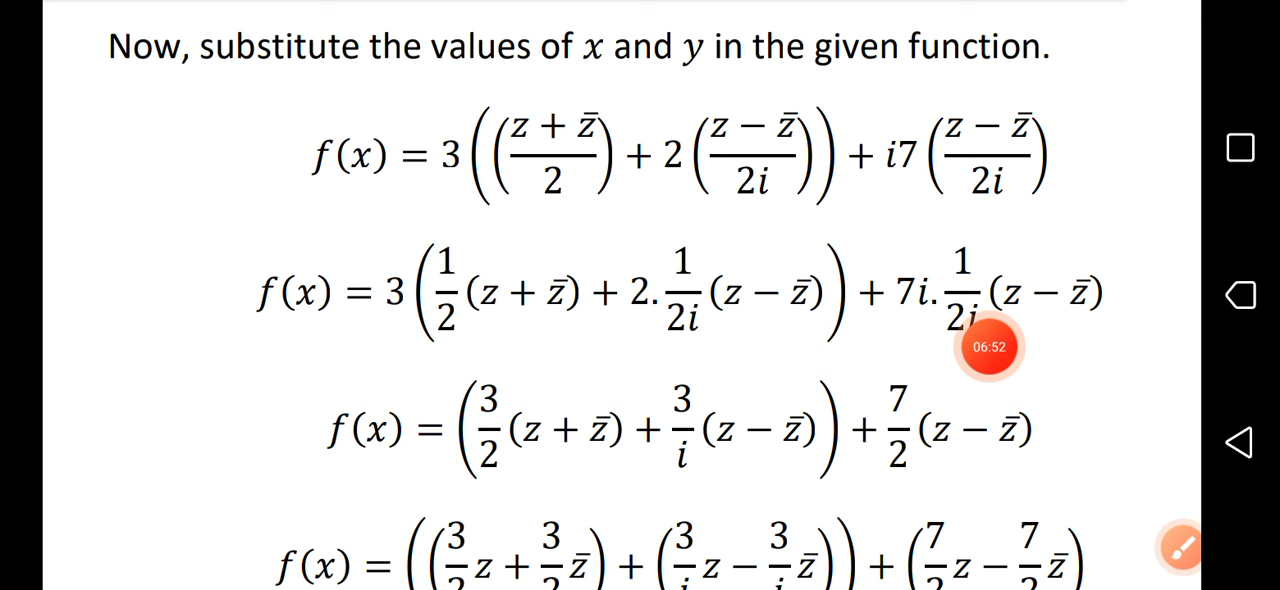 Now, substitute the values of x and y in the given function.
f(x) = 3((z + z̄)/2) + 2((z − z̄)/2i)) + i7((z − z̄)/2i)
f(x) = 3(1/2(z + z̄) + 2.1/2i(z − z̄)) + 7i.1/2i(z − z̄)
06:52
f(x) = (3/2(z + z̄) + 3/i(z − z̄)) + 7/2(z − z̄)
f(x) = ((3/2z + 3/2z̄) + (3/iz − 3/iz̄)) + (7/2z − 7/2z̄)